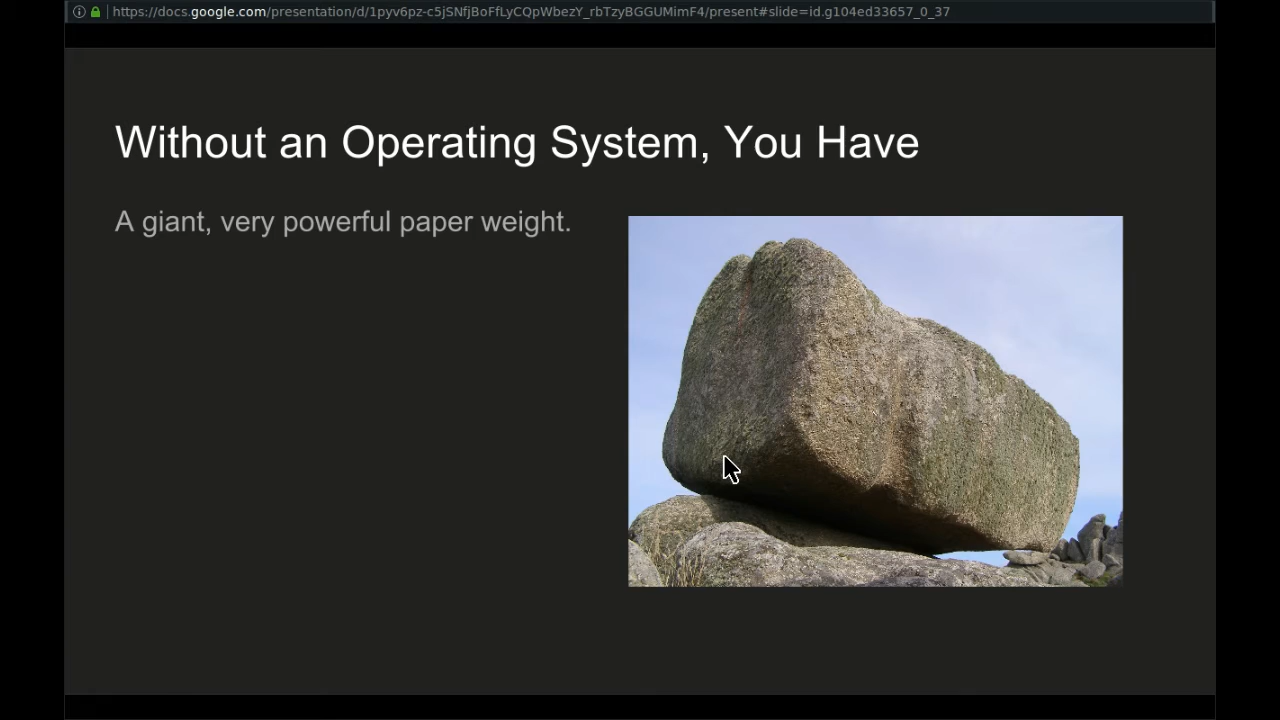 https://docs.google.com/presentation/d/1pyv6pz-c5jSNfjBoFfLyCQpWbezY_rbTzyBGGUMimF4/present#slide=id.g104ed33657_0_37
Without an Operating System, You Have
A giant, very powerful paper weight.